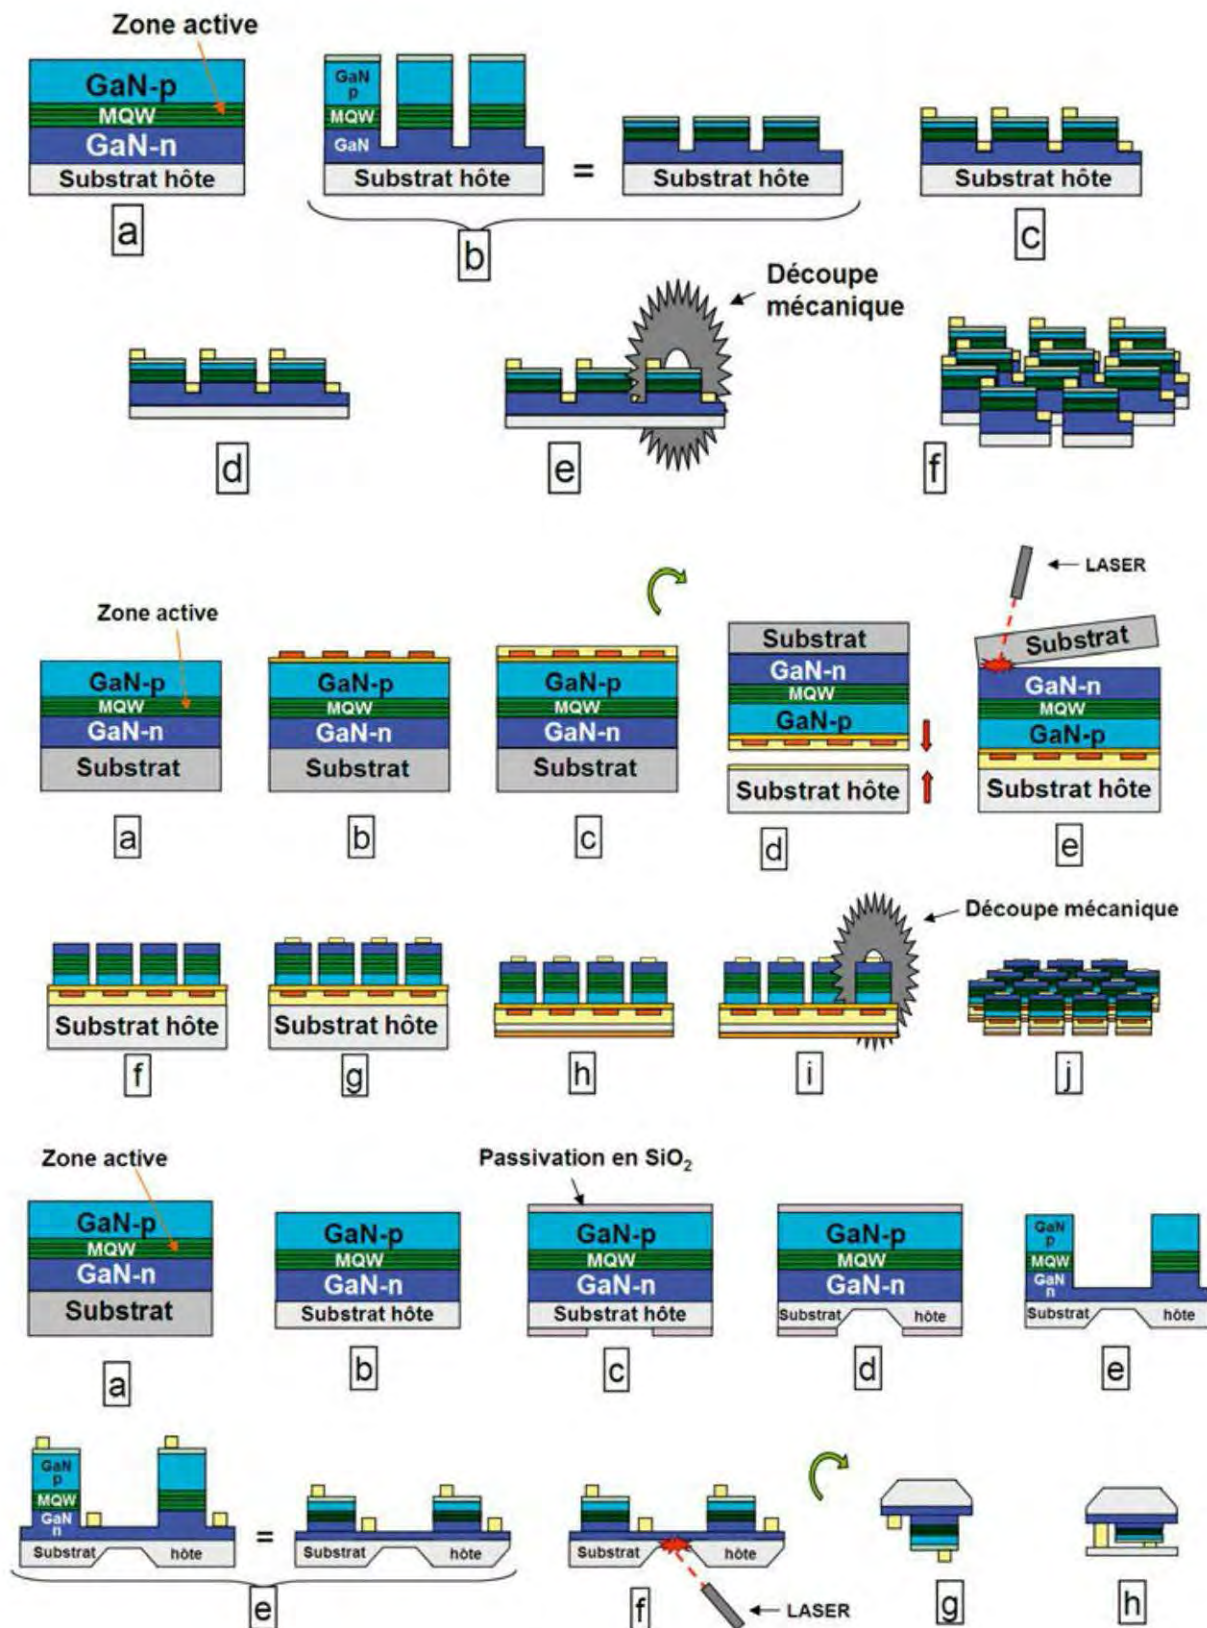 Zone active
GaN-p
MQW
GaN-n
Substrat hôte
a
GaN
p
MQW
GaN
Substrat hôte
=
Substrat hôte
b
Substrat hôte
c
d
Découpe
mécanique
e
f
Zone active
GaN-p
MQW
GaN-n
Substrat
a
GaN-p
MQW
GaN-n
Substrat
b
GaN-p
MQW
GaN-n
Substrat
c
Substrat
GaN-n
MQW
GaN-p
Substrat hôte
d
LASER
Substrat
GaN-n
MQW
GaN-p
Substrat hôte
e
Substrat hôte
f
Substrat hôte
g
h
Découpe mécanique
i
j
Zone active
GaN-p
MQW
GaN-n
Substrat
a
GaN-p
MQW
GaN-n
Substrat hôte
b
Passivation en SiO₂
GaN-p
MQW
GaN-n
Substrat hôte
c
GaN-p
MQW
GaN-n
Substrat hôte
d
GaN
p
MQW
GaN
n
Substrat hôte
e
GaN
p
MQW
GaN
n
Substrat hôte
=
Substrat hôte
e
Substrat hôte
LASER
f
g
h